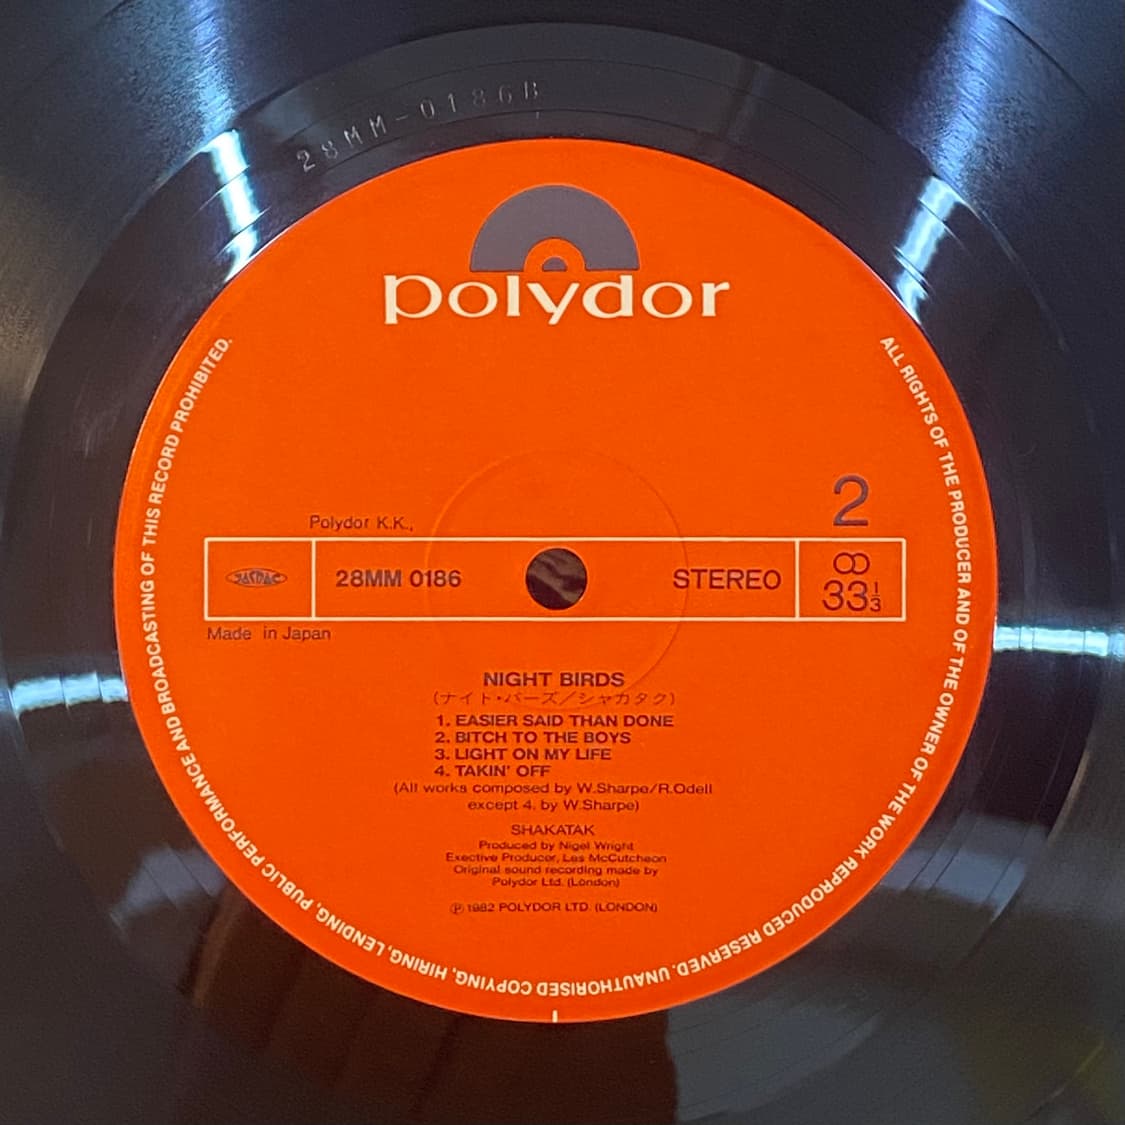 28MM-0186B
polydor
ALL RIGHTS OF THE PRODUCER AND OF THE OWNER OF THE WORK REPRODUCED RESERVED. UNAUTHORISED COPYING, HIRING, LENDING, PUBLIC PERFORMANCE AND BROADCASTING OF THIS RECORD PROHIBITED.
2
Polydor K.K.,
JASRAC
28MM 0186
STEREO
33 1/3
Made in Japan
NIGHT BIRDS
(ナイト・バーズ/シャカタク)
1. EASIER SAID THAN DONE
2. BITCH TO THE BOYS
3. LIGHT ON MY LIFE
4. TAKIN' OFF
(All works composed by W.Sharpe/R.Odell
except 4. by W.Sharpe)
SHAKATAK
Produced by Nigel Wright
Exective Producer, Les McCutcheon
Original sound recording made by
Polydor Ltd. (London)
Ⓟ 1982 POLYDOR LTD. (LONDON)